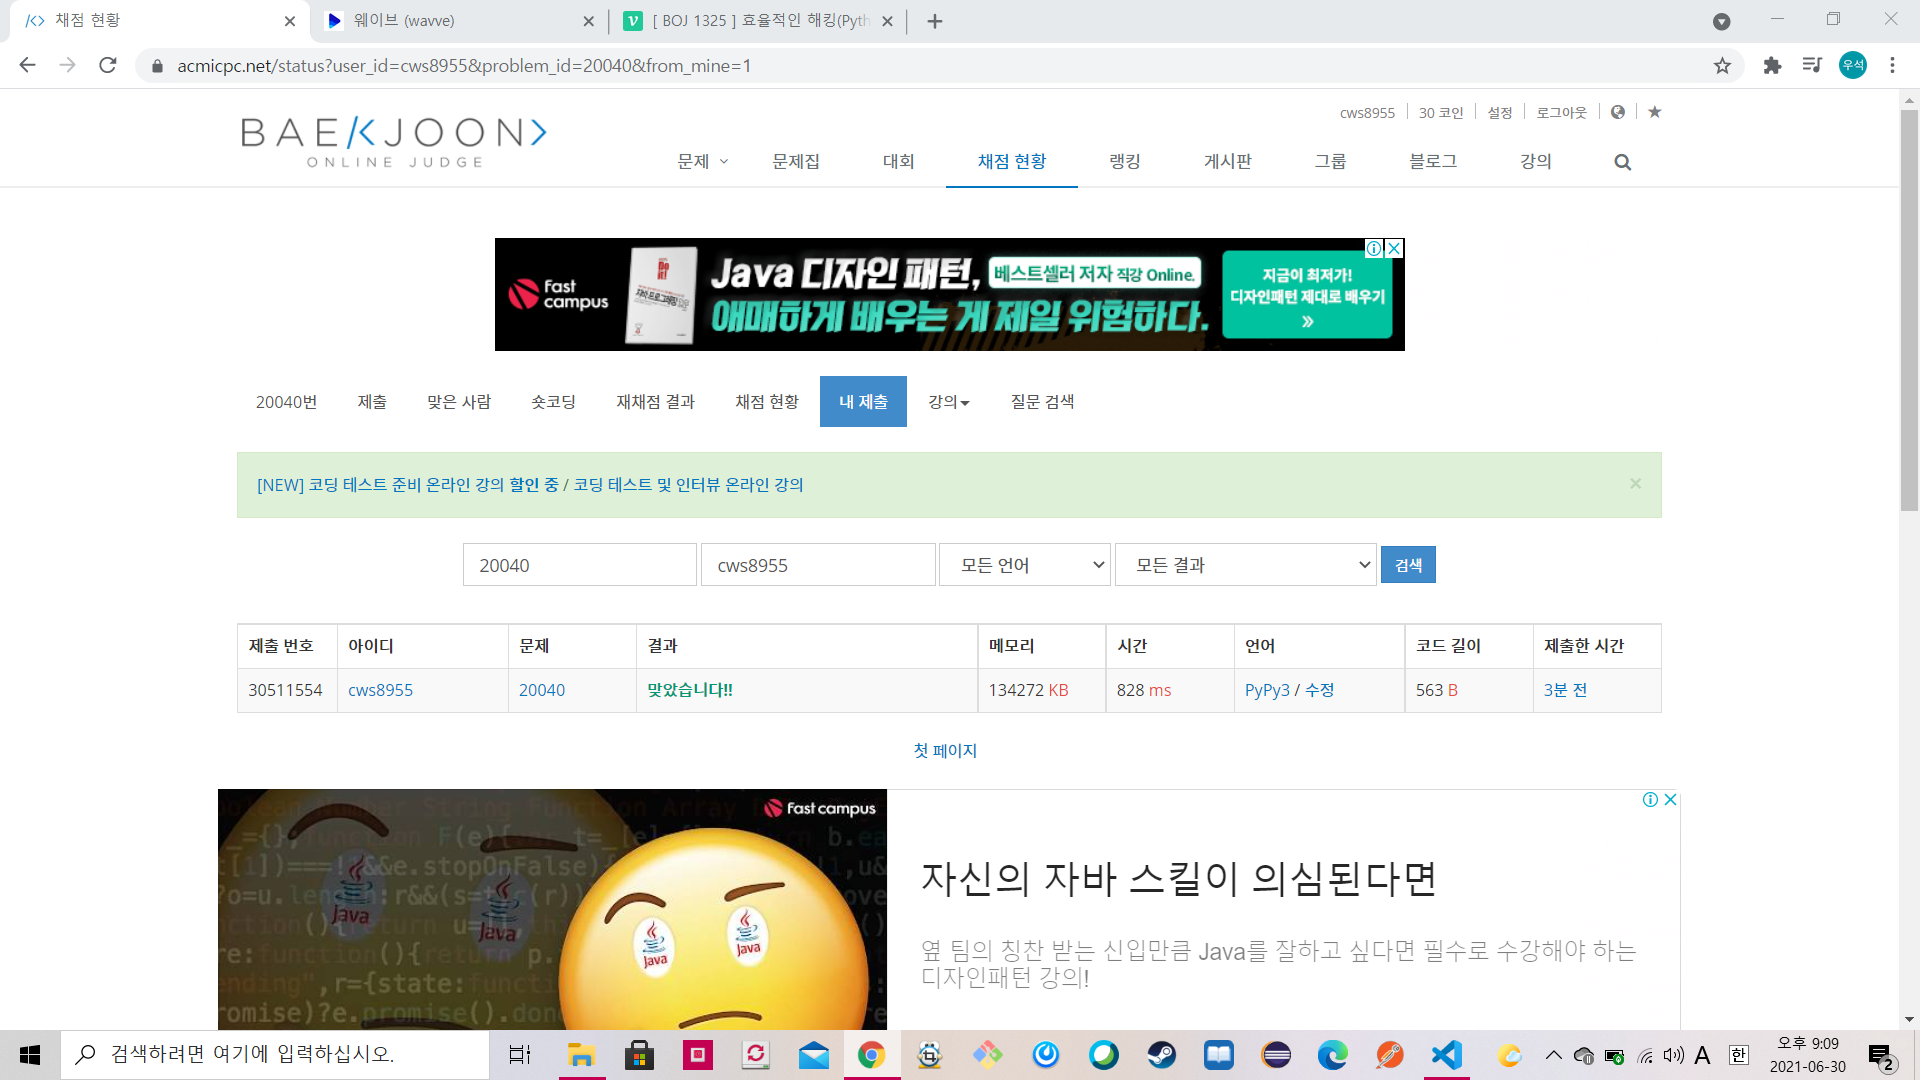 채점 현황
웨이브 (wavve)
[ BOJ 1325 ] 효율적인 해킹(Pyth
acmicpc.net/status?user_id=cws8955&problem_id=20040&from_mine=1
우석
cws8955 30 코인 설정 로그아웃
BAEKJOON
ONLINE JUDGE
문제 문제집 대회 채점 현황 랭킹 게시판 그룹 블로그 강의
Fast campus
Do it!
Java 디자인 패턴, 베스트셀러 저자 직강 Online.
애매하게 배우는 게 제일 위험하다.
지금이 최저가!
디자인패턴 제대로 배우기
20040번 제출 맞은 사람 숏코딩 재채점 결과 채점 현황 내 제출 강의 질문 검색
[NEW] 코딩 테스트 준비 온라인 강의 할인 중 / 코딩 테스트 및 인터뷰 온라인 강의
×
20040 cws8955 모든 언어 모든 결과 검색
제출 번호 아이디 문제 결과 메모리 시간 언어 코드 길이 제출한 시간
30511554 cws8955 20040 맞았습니다!! 134272 KB 828 ms PyPy3 / 수정 563 B 3분 전
첫 페이지
Fast campus
Java
Java
Java
Java
자신의 자바 스킬이 의심된다면
옆 팀의 칭찬 받는 신입만큼 Java를 잘하고 싶다면 필수로 수강해야 하는
디자인패턴 강의!
검색하려면 여기에 입력하십시오.
A 한
오후 9:09
2021-06-30
2